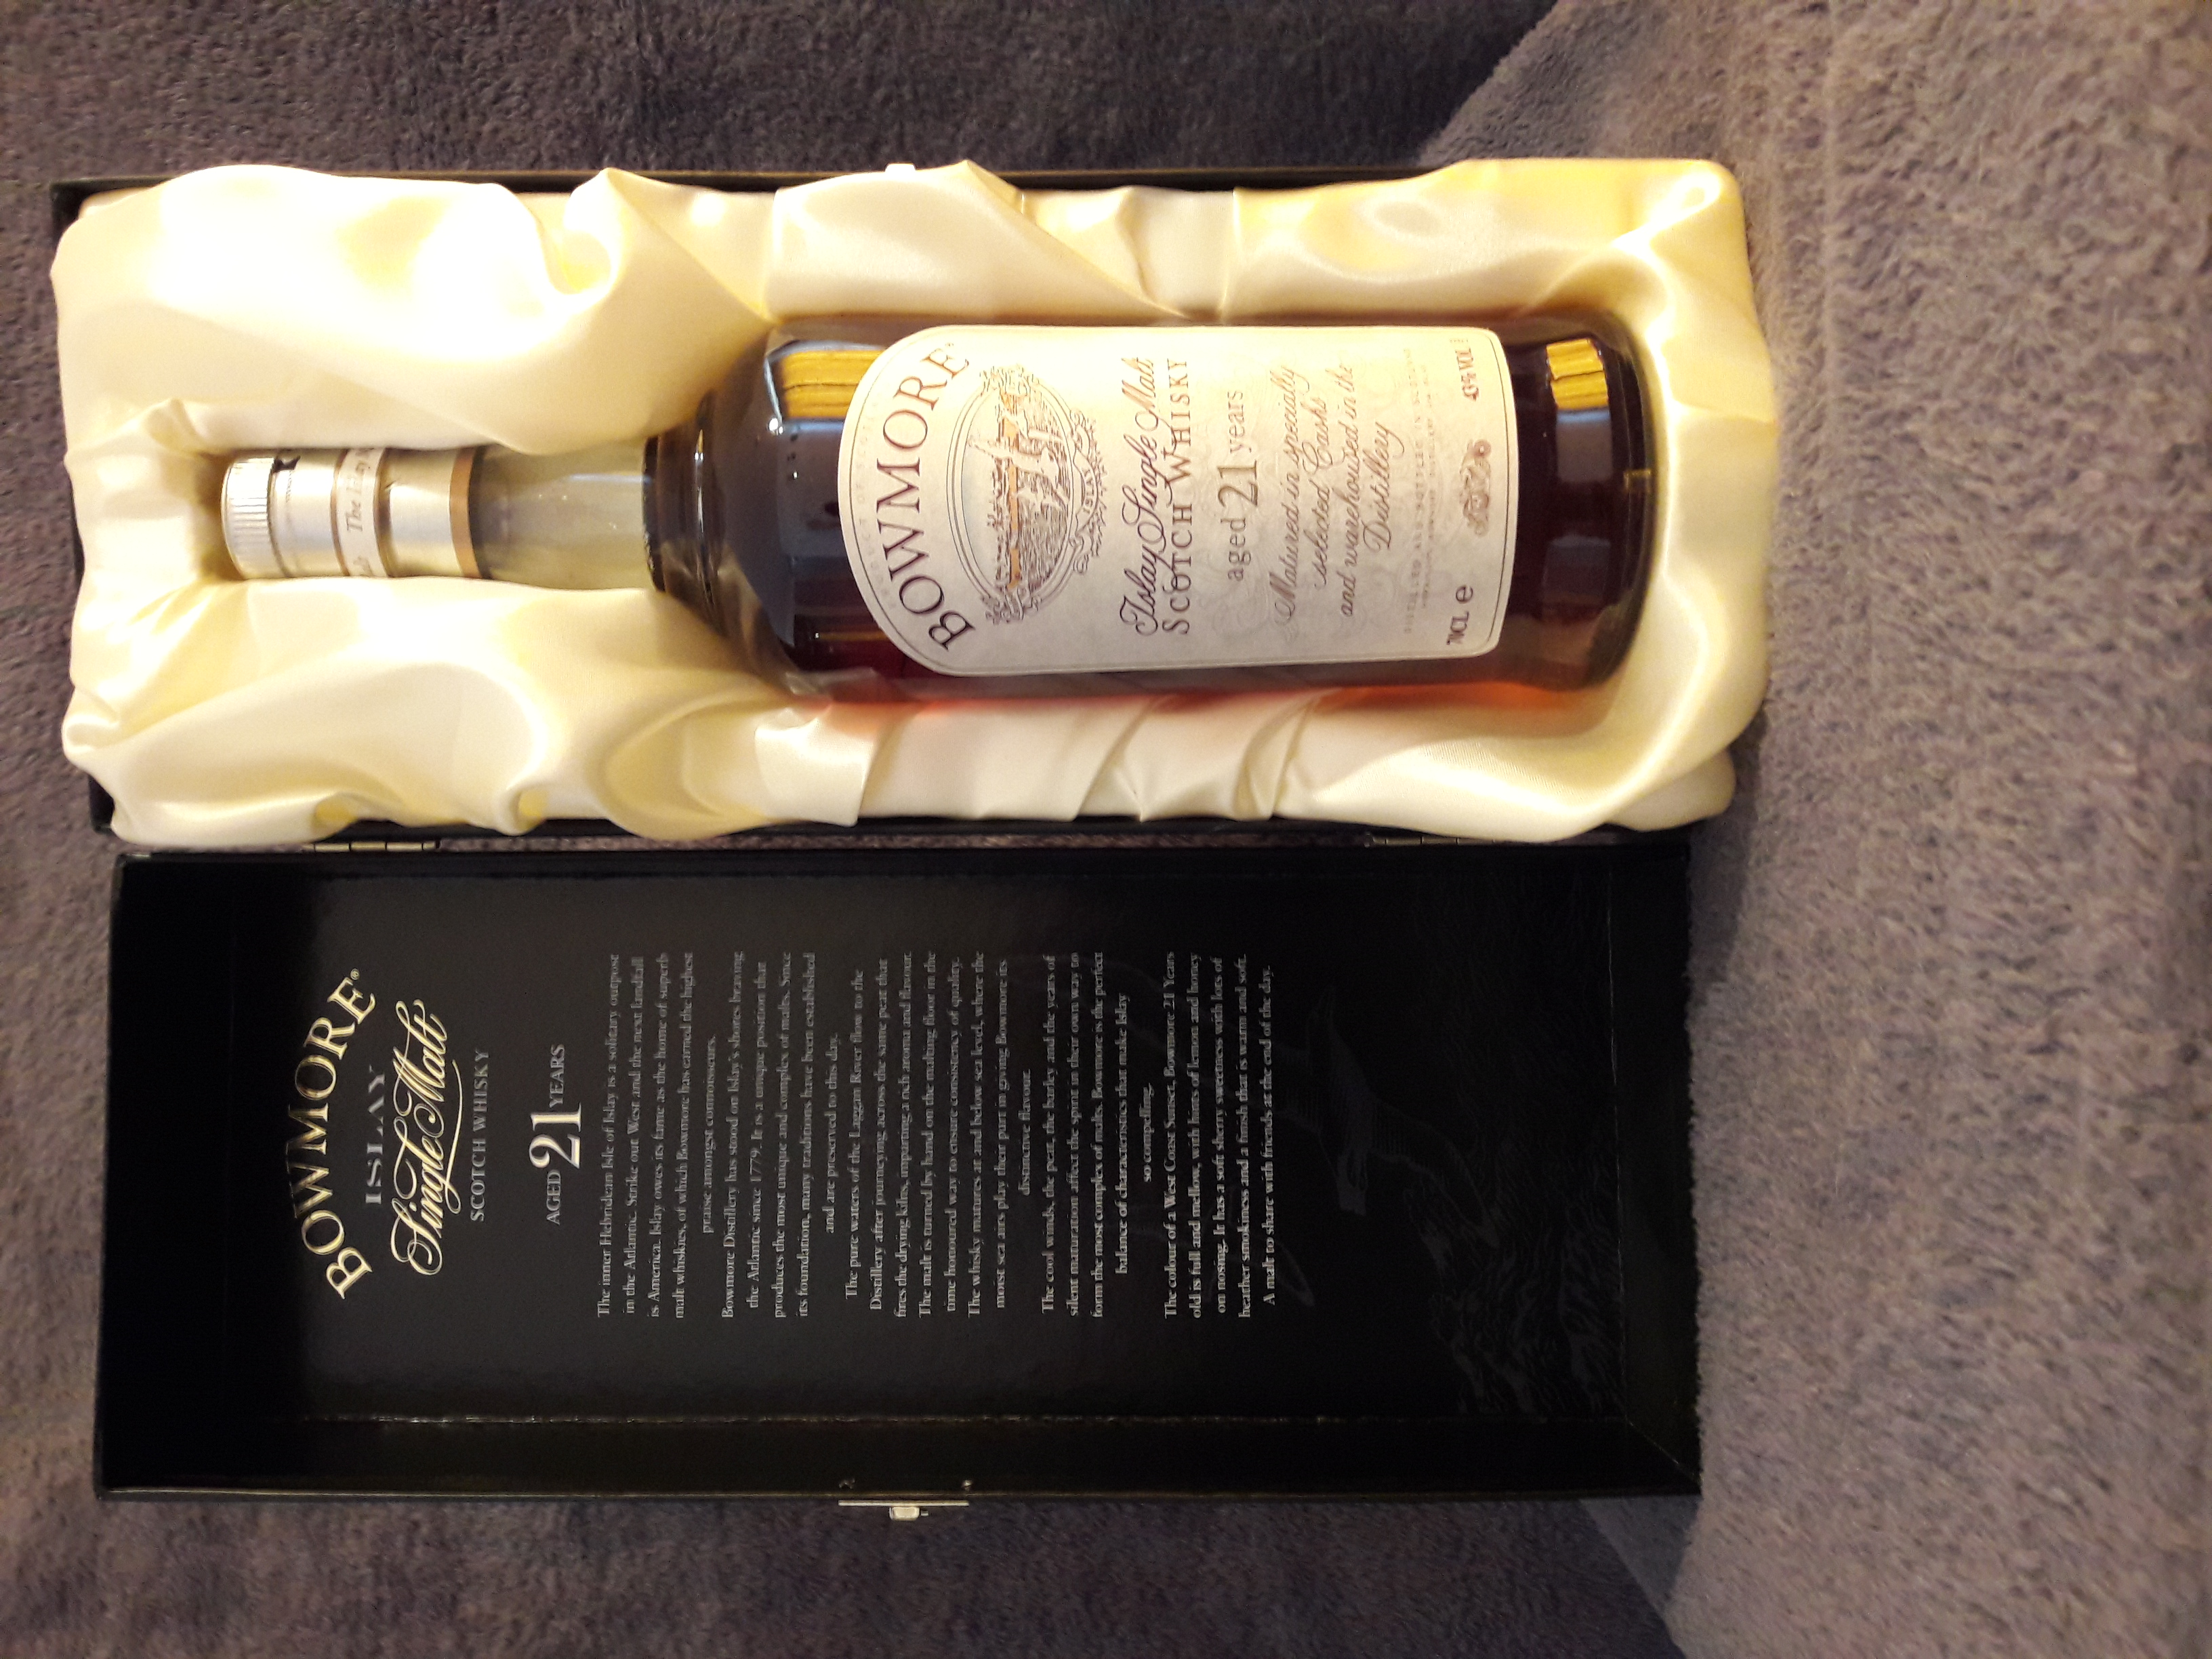 BOWMORE®
ISLAY
Single Malt
SCOTCH WHISKY
AGED 21 YEARS
The inner Hebridean Isle of Islay is a solitary outpost
in the Atlantic. Strike out West and the next landfall
is America. Islay owes its fame as the home of superb
malt whiskies, of which Bowmore has earned the highest
praise amongst connoisseurs.
Bowmore Distillery has stood on Islay's shores braving
the Atlantic since 1779. It is a unique position that
produces the most unique and complex of malts. Since
its foundation, many traditions have been established
and are preserved to this day.
The pure waters of the Laggan River flow to the
Distillery after journeying across the same peat that
fires the drying kilns, imparting a rich aroma and flavour.
The malt is turned by hand on the malting floor in the
time honoured way to ensure consistency of quality.
The whisky matures at and below sea level, where the
moist sea airs play their part in giving Bowmore its
distinctive flavour.
The cool winds, the peat, the barley and the years of
silent maturation affect the spirit in their own way to
form the most complex of malts. Bowmore is the perfect
balance of characteristics that make Islay
so compelling.
The colour of a West Coast Sunset, Bowmore 21 Years
old is full and mellow, with hints of lemon and honey
on nosing. It has a soft sherry sweetness with lots of
heather smokiness and a finish that is warm and soft.
A malt to share with friends at the end of the day.
The Islay
PRODUCT OF SCOTLAND
BOWMORE®
ISLAY
Islay Single Malt
SCOTCH WHISKY
aged 21 years
Matured in specially
selected Casks
and warehoused in the
Distillery
DISTILLED AND BOTTLED IN SCOTLAND
70CL e 43% VOL